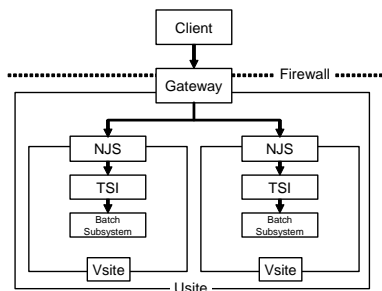 Client
Firewall
Gateway
NJS
TSI
Batch
Subsystem
Vsite
NJS
TSI
Batch
Subsystem
Vsite
Usite